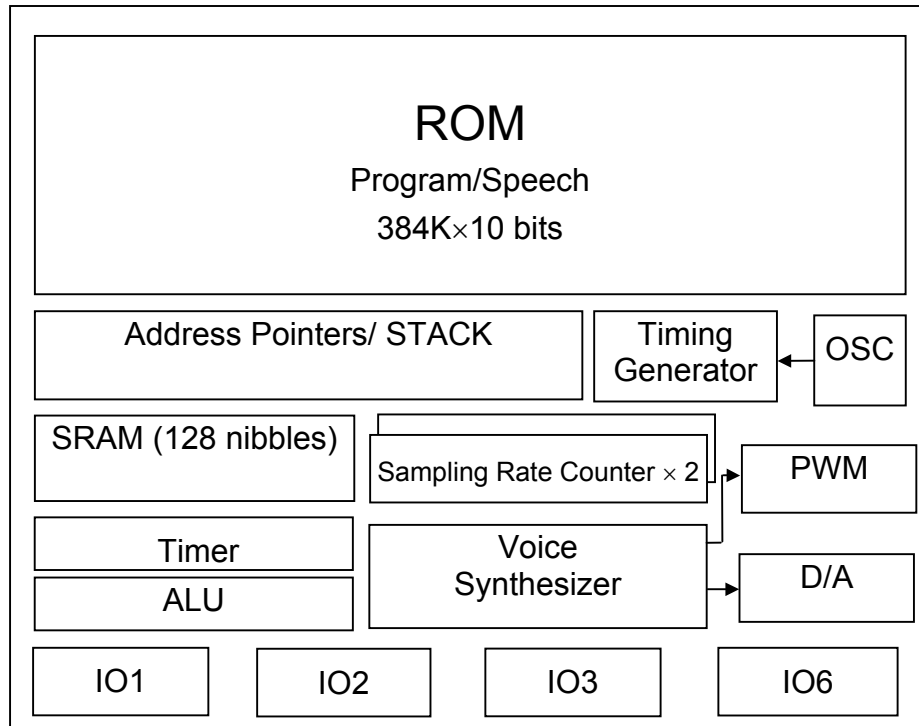 ROM
Program/Speech
384K×10 bits
Address Pointers/ STACK
Timing
Generator
OSC
SRAM (128 nibbles)
Sampling Rate Counter × 2
PWM
Timer
Voice
Synthesizer
D/A
ALU
IO1
IO2
IO3
IO6